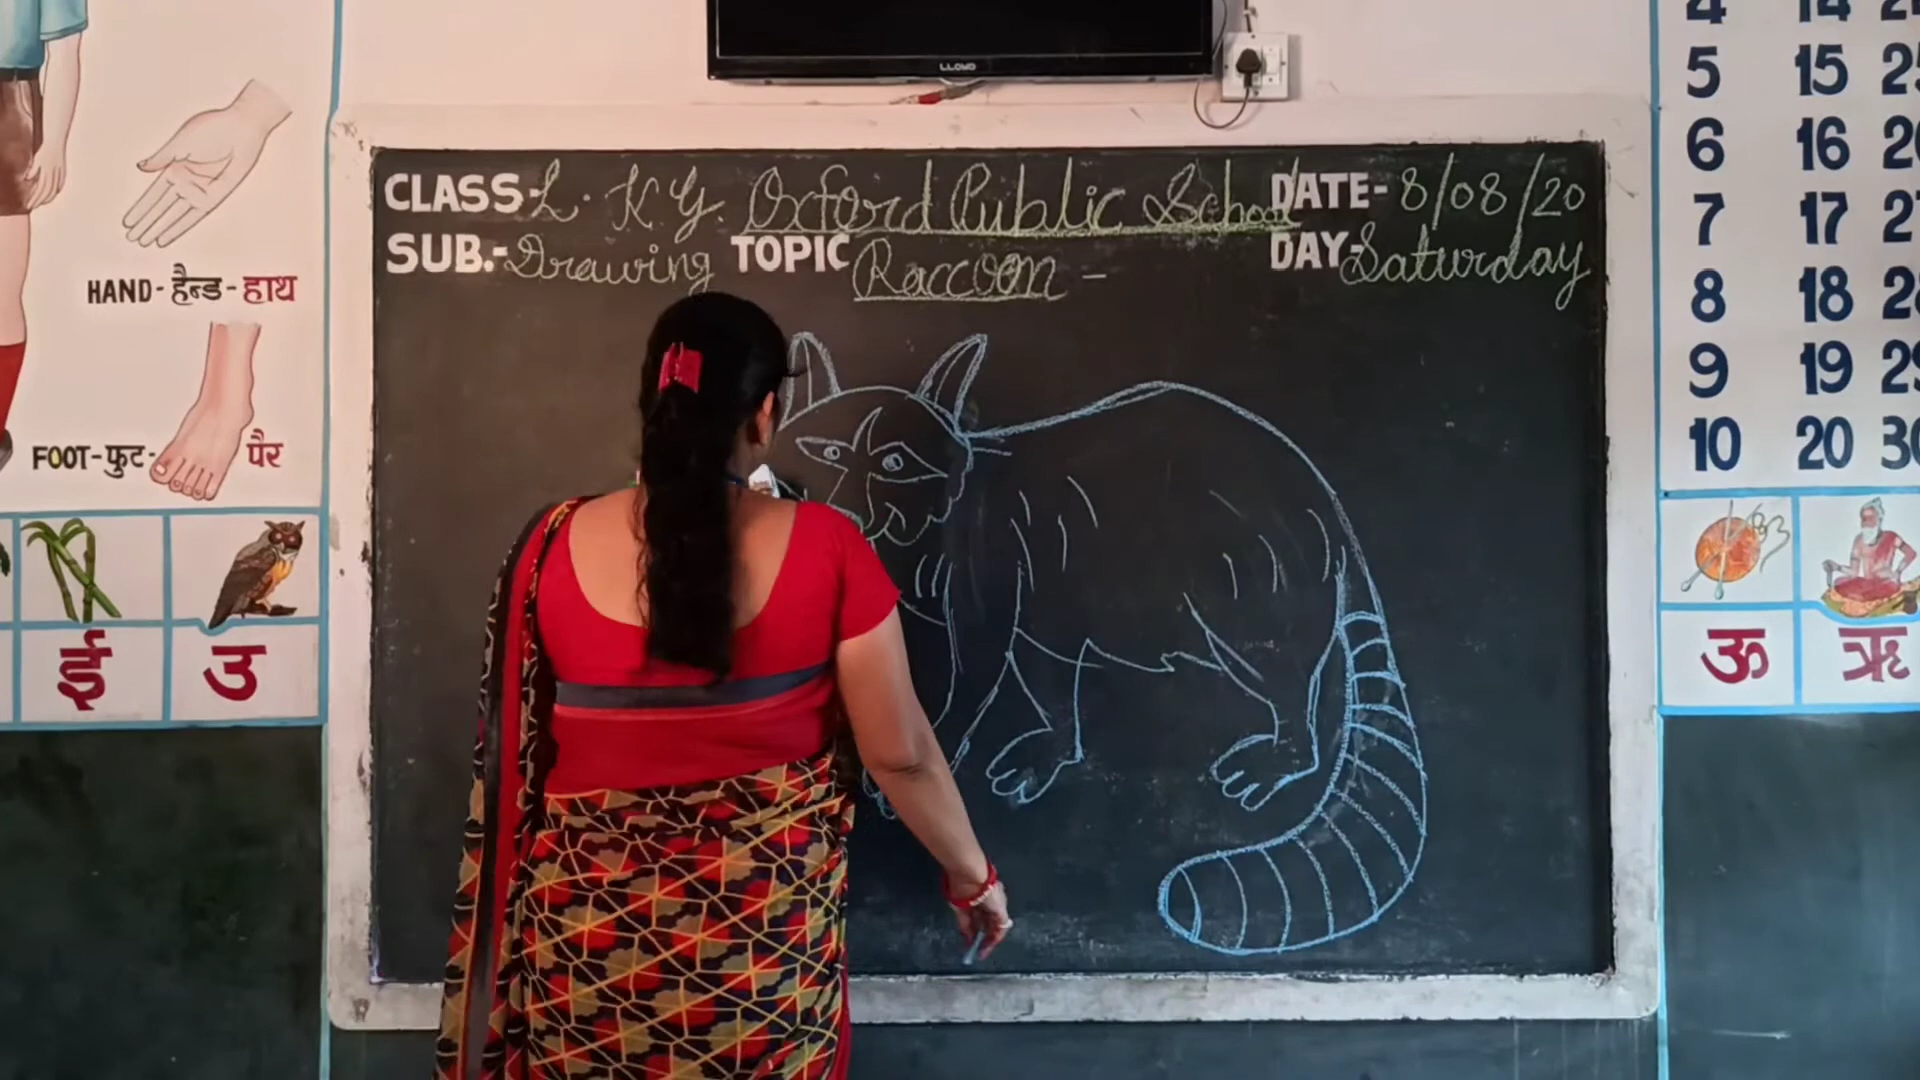 LLOYD
CLASS- L.K.G. Oxford Public School DATE- 8/08/20
SUB.- Drawing TOPIC Raccoon - DAY- Saturday
HAND-हैन्ड-हाथ
FOOT-फुट-पैर
ई उ
4 14
5 15
6 16
7 17
8 18
9 19
10 20 30
ऊ ऋ